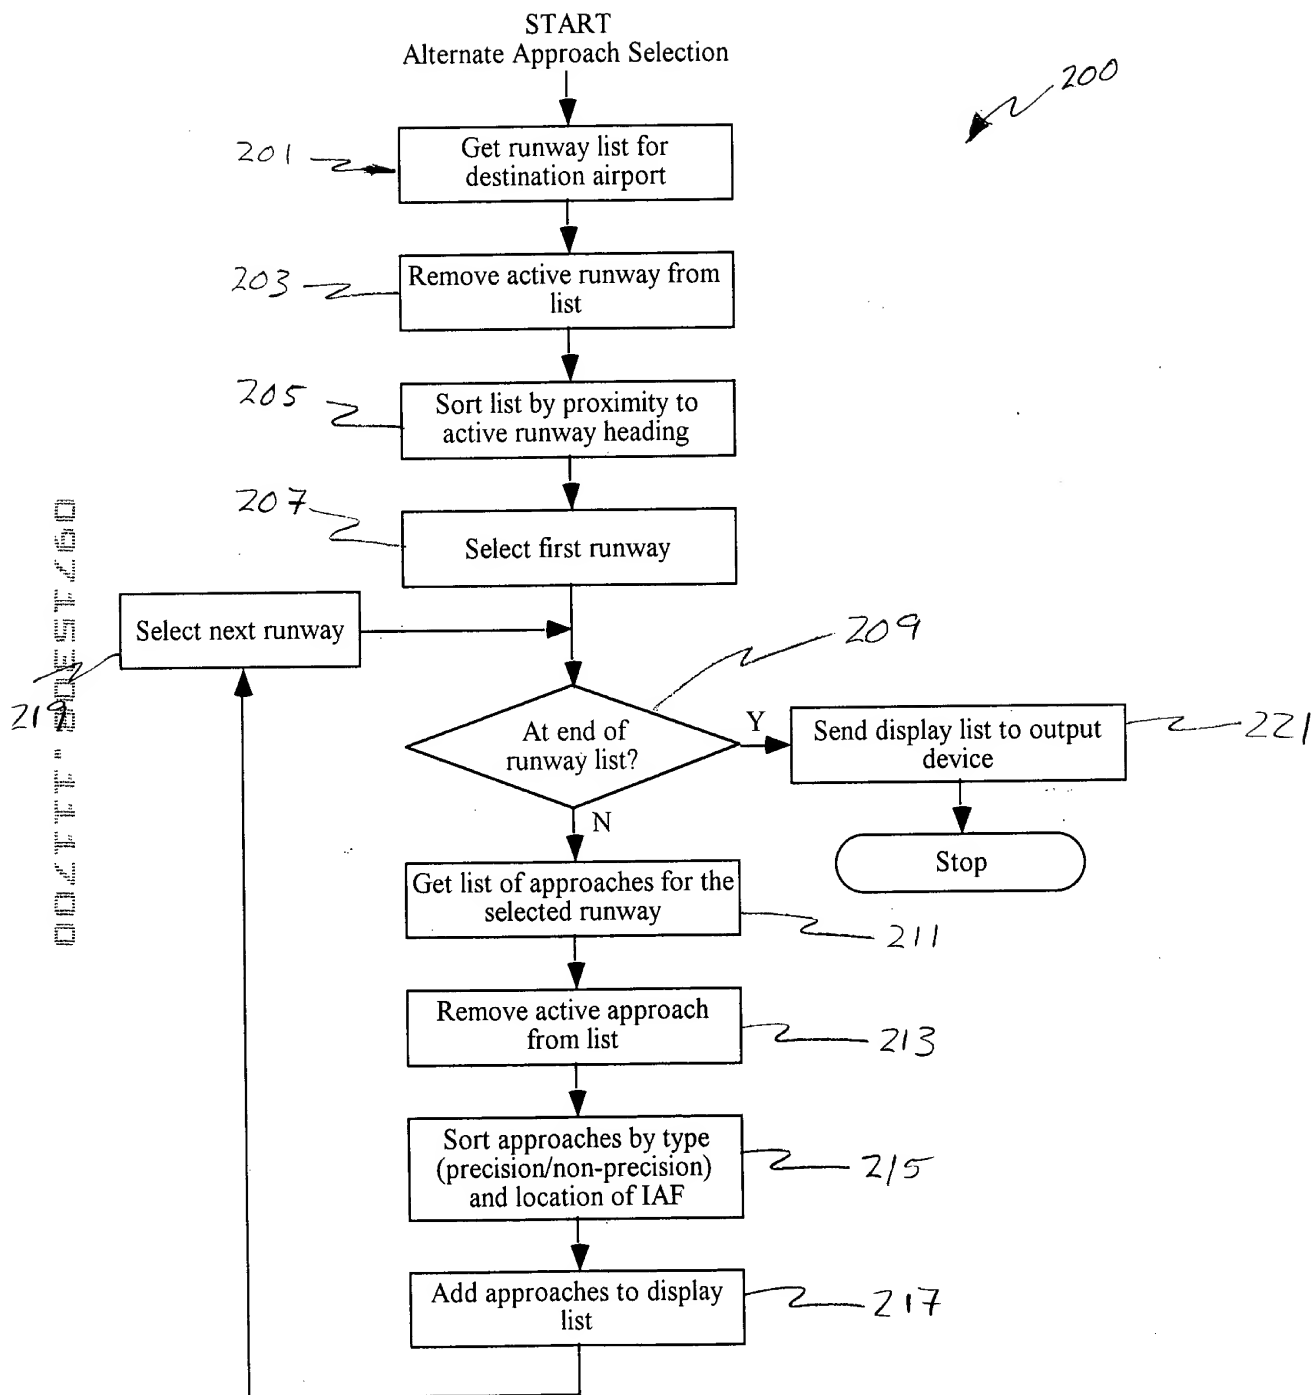 START
Alternate Approach Selection
200
201
Get runway list for
destination airport
203
Remove active runway from
list
205
Sort list by proximity to
active runway heading
207
Select first runway
Select next runway
219
209
At end of
runway list?
Y
Send display list to output
device
221
Stop
N
Get list of approaches for the
selected runway
211
Remove active approach
from list
213
Sort approaches by type
(precision/non-precision)
and location of IAF
215
Add approaches to display
list
217